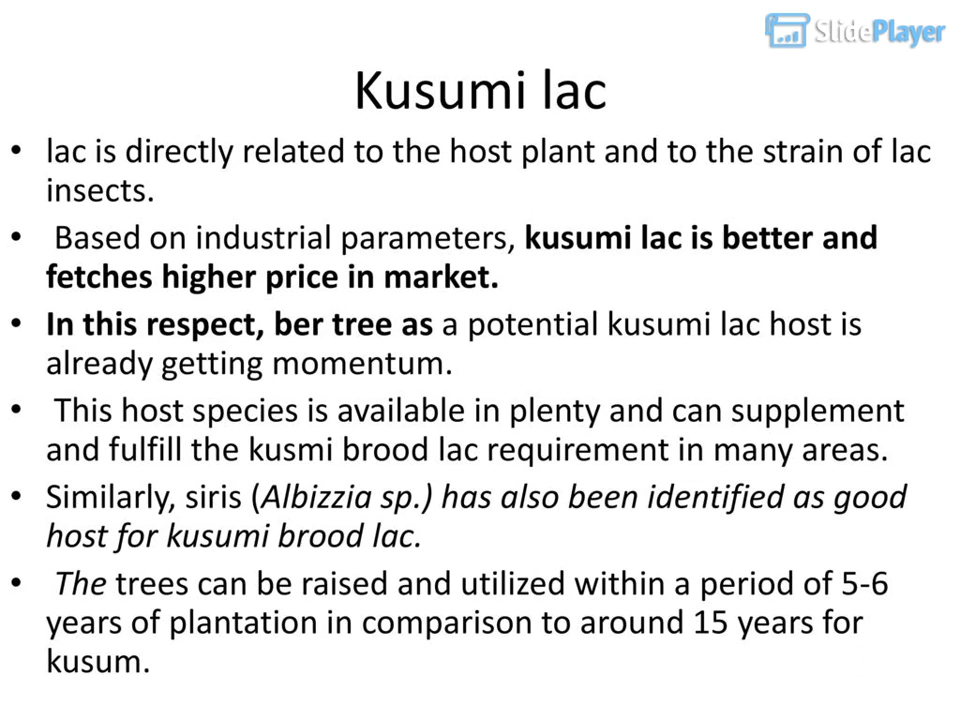 SlidePlayer
Kusumi lac
• lac is directly related to the host plant and to the strain of lac
insects.
• Based on industrial parameters, kusumi lac is better and
fetches higher price in market.
• In this respect, ber tree as a potential kusumi lac host is
already getting momentum.
• This host species is available in plenty and can supplement
and fulfill the kusmi brood lac requirement in many areas.
• Similarly, siris (Albizzia sp.) has also been identified as good
host for kusumi brood lac.
• The trees can be raised and utilized within a period of 5-6
years of plantation in comparison to around 15 years for
kusum.